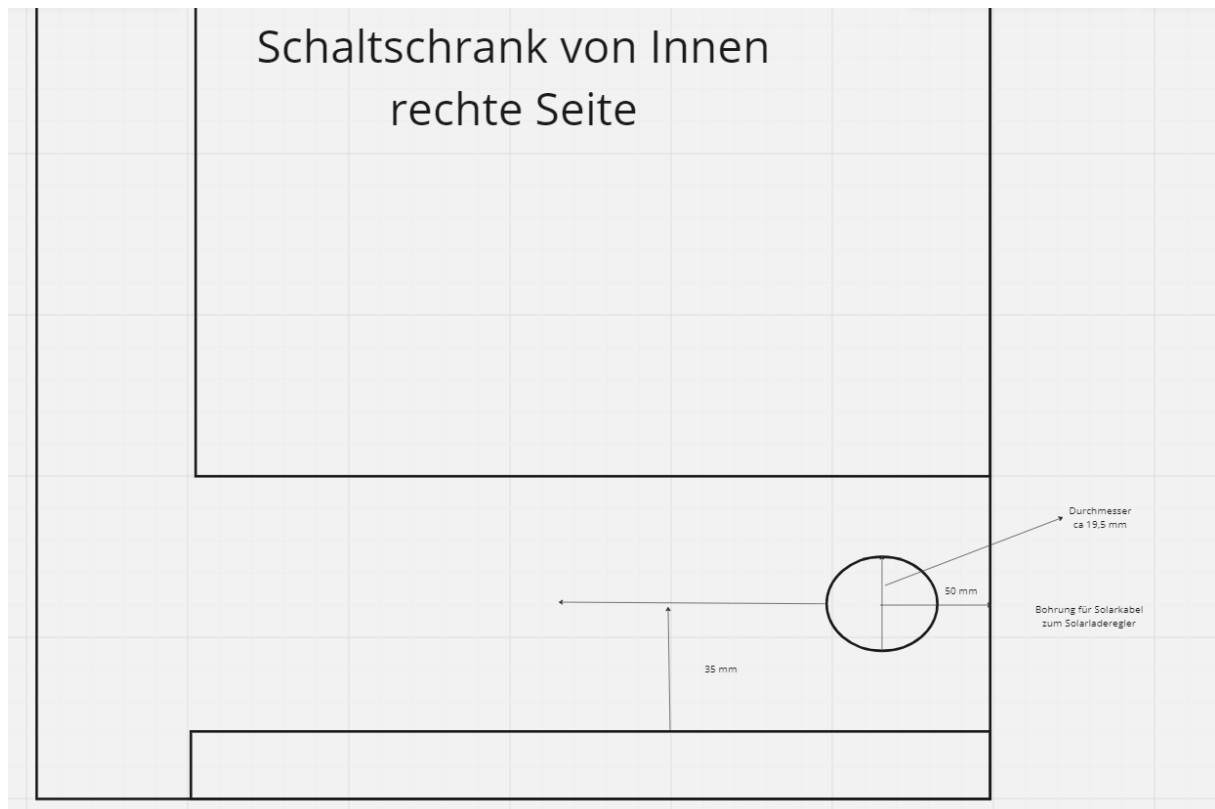 Schaltschrank von Innen
rechte Seite
Durchmesser
ca 19,5 mm
50 mm
Bohrung für Solarkabel
zum Solarladeregler
35 mm